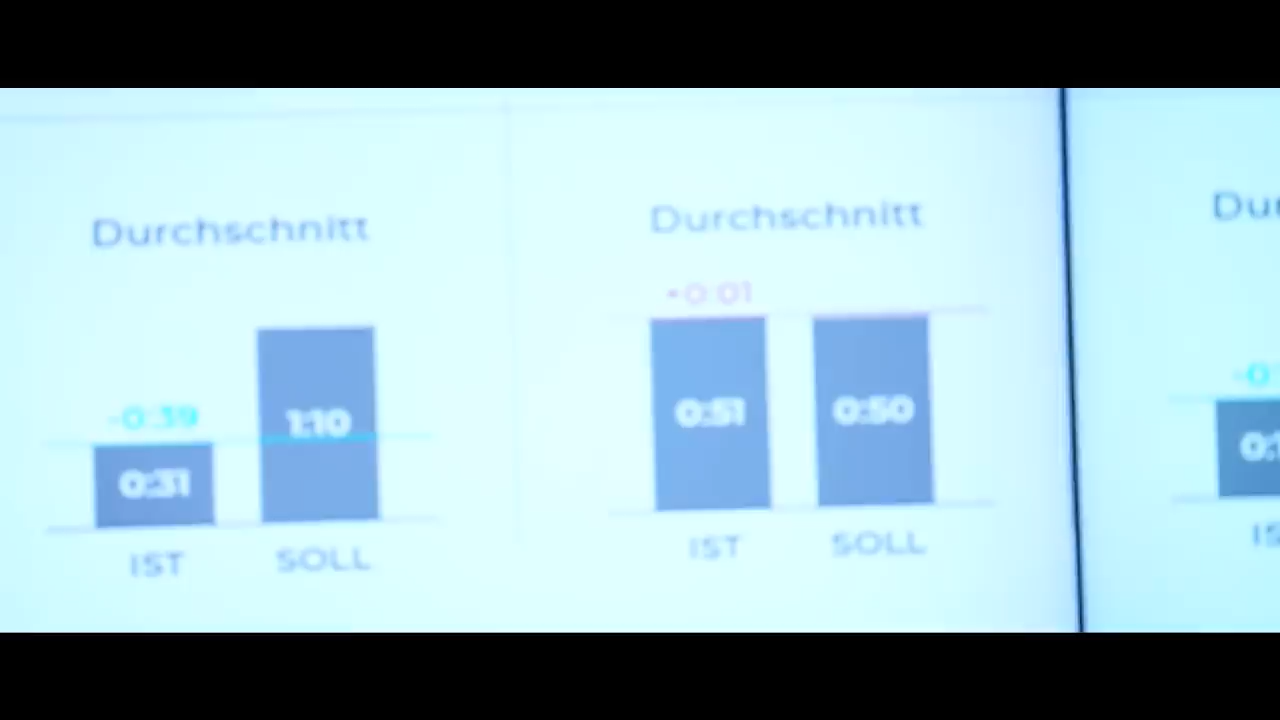 Durchschnitt
-0:39
1:10
0:31
IST SOLL
Durchschnitt
+0:01
0:51 0:50
IST SOLL